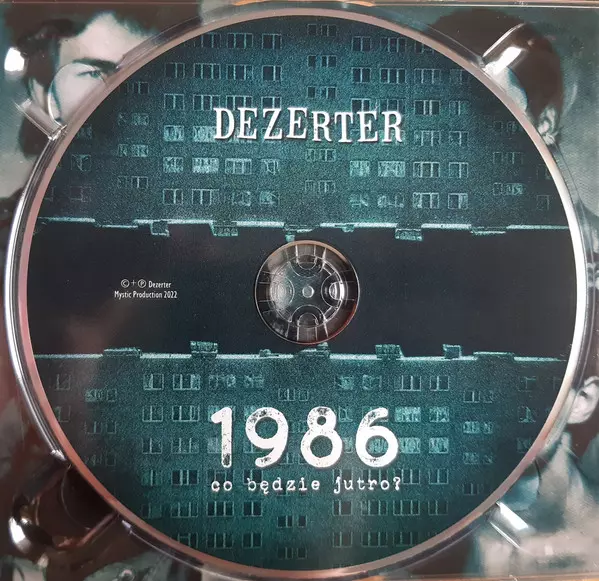 DEZERTER
© + ℗ Dezerter
Mystic Production 2022
1986
co będzie jutro?